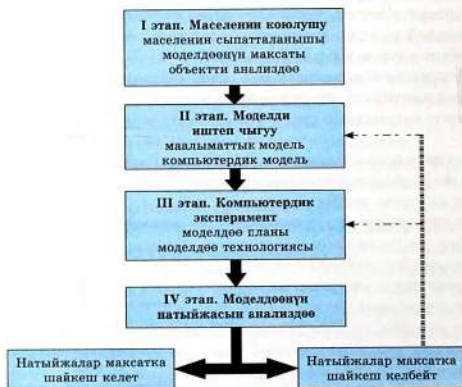 I этап. Маселенин коюлушу
маселенин сыпатталанышы
моделдөөнүн максаты
объектти анализдөө
II этап. Моделди
иштеп чыгуу
маалыматтык модель
компьютердик модель
III этап. Компьютердик
эксперимент
моделдөө планы
моделдөө технологиясы
IV этап. Моделдөөнүн
натыйжасын анализдөө
Натыйжалар максатка
шайкеш келет
Натыйжалар максатка
шайкеш келбейт